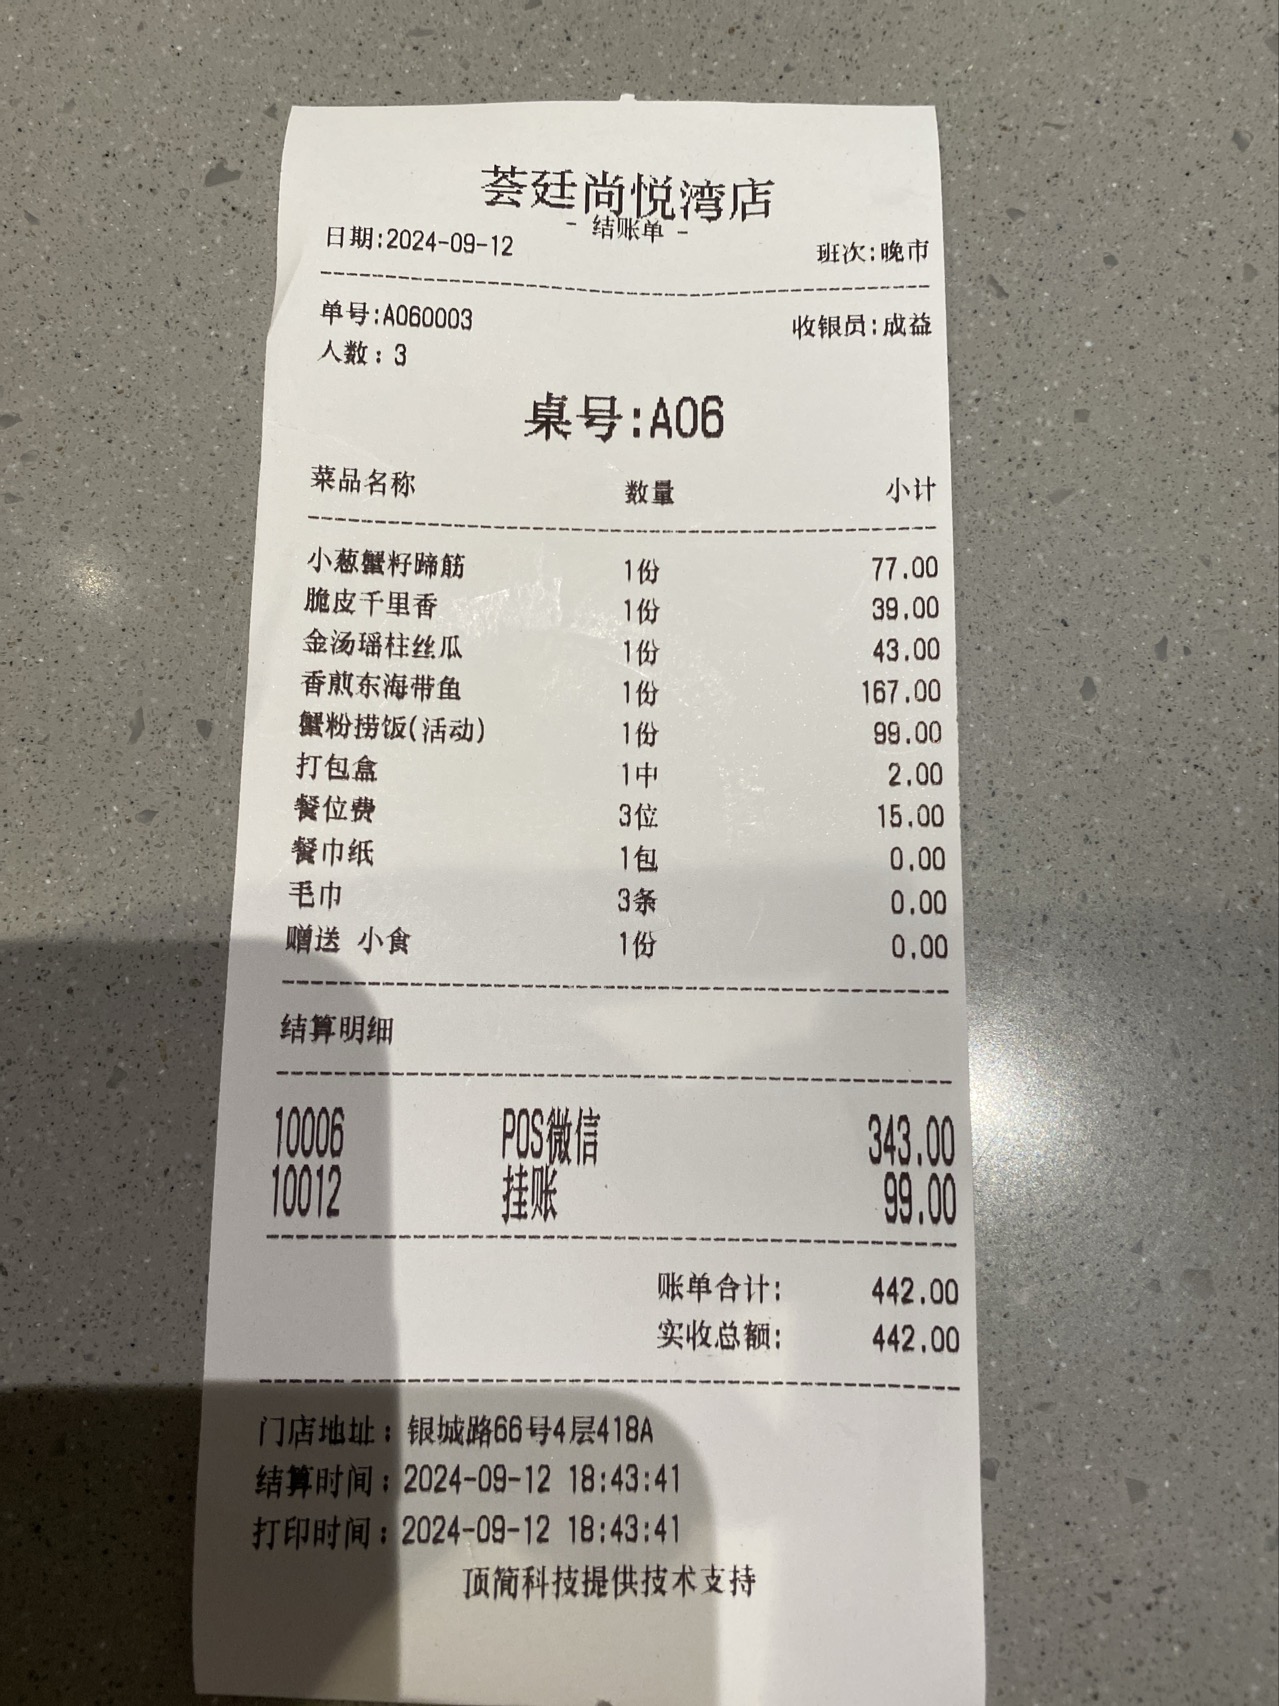 荟廷尚悦湾店
- 结账单 -
日期:2024-09-12 班次:晚市
单号:A060003 收银员:成益
人数: 3
桌号:A06
菜品名称 数量 小计
小葱蟹籽蹄筋 1份 77.00
脆皮千里香 1份 39.00
金汤瑶柱丝瓜 1份 43.00
香煎东海带鱼 1份 167.00
蟹粉捞饭(活动) 1份 99.00
打包盒 1中 2.00
餐位费 3位 15.00
餐巾纸 1包 0.00
毛巾 3条 0.00
赠送 小食 1份 0.00
结算明细
10006 POS微信 343.00
10012 挂账 99.00
账单合计: 442.00
实收总额: 442.00
门店地址: 银城路66号4层418A
结算时间: 2024-09-12 18:43:41
打印时间: 2024-09-12 18:43:41
顶简科技提供技术支持